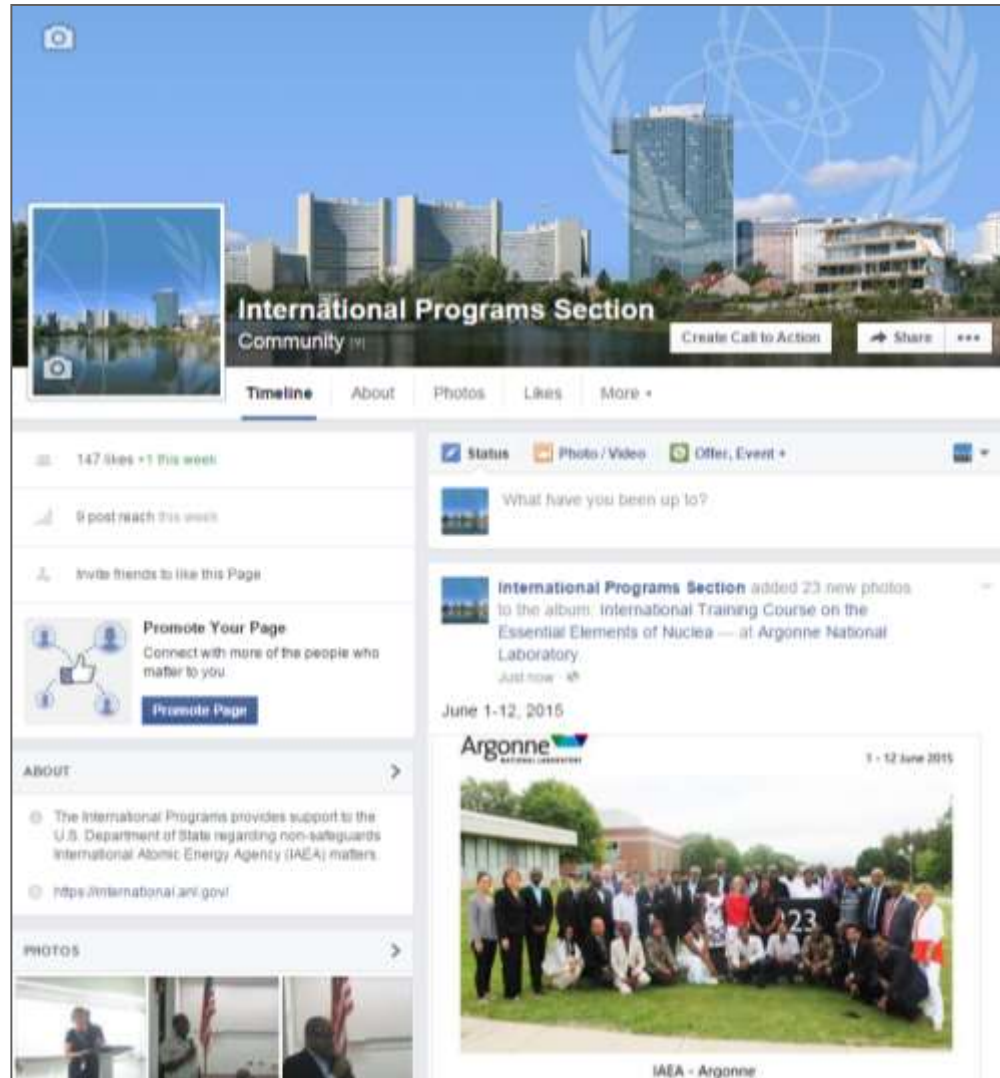 International Programs Section
Community
Create Call to Action
Share
Timeline
About
Photos
Likes
More
147 likes +1 this week
9 post reach this week
Invite friends to like this Page
Promote Your Page
Connect with more of the people who
matter to you
Promote Page
ABOUT
The International Programs provides support to the
U.S. Department of State regarding non-safeguards
International Atomic Energy Agency (IAEA) matters.
https://international.anl.gov/
PHOTOS
Status
Photo / Video
Offer, Event +
What have you been up to?
International Programs Section added 23 new photos
to the album: International Training Course on the
Essential Elements of Nuclea — at Argonne National
Laboratory.
Just now
June 1-12, 2015
Argonne
NATIONAL LABORATORY
1 - 12 June 2015
23
IAEA - Argonne